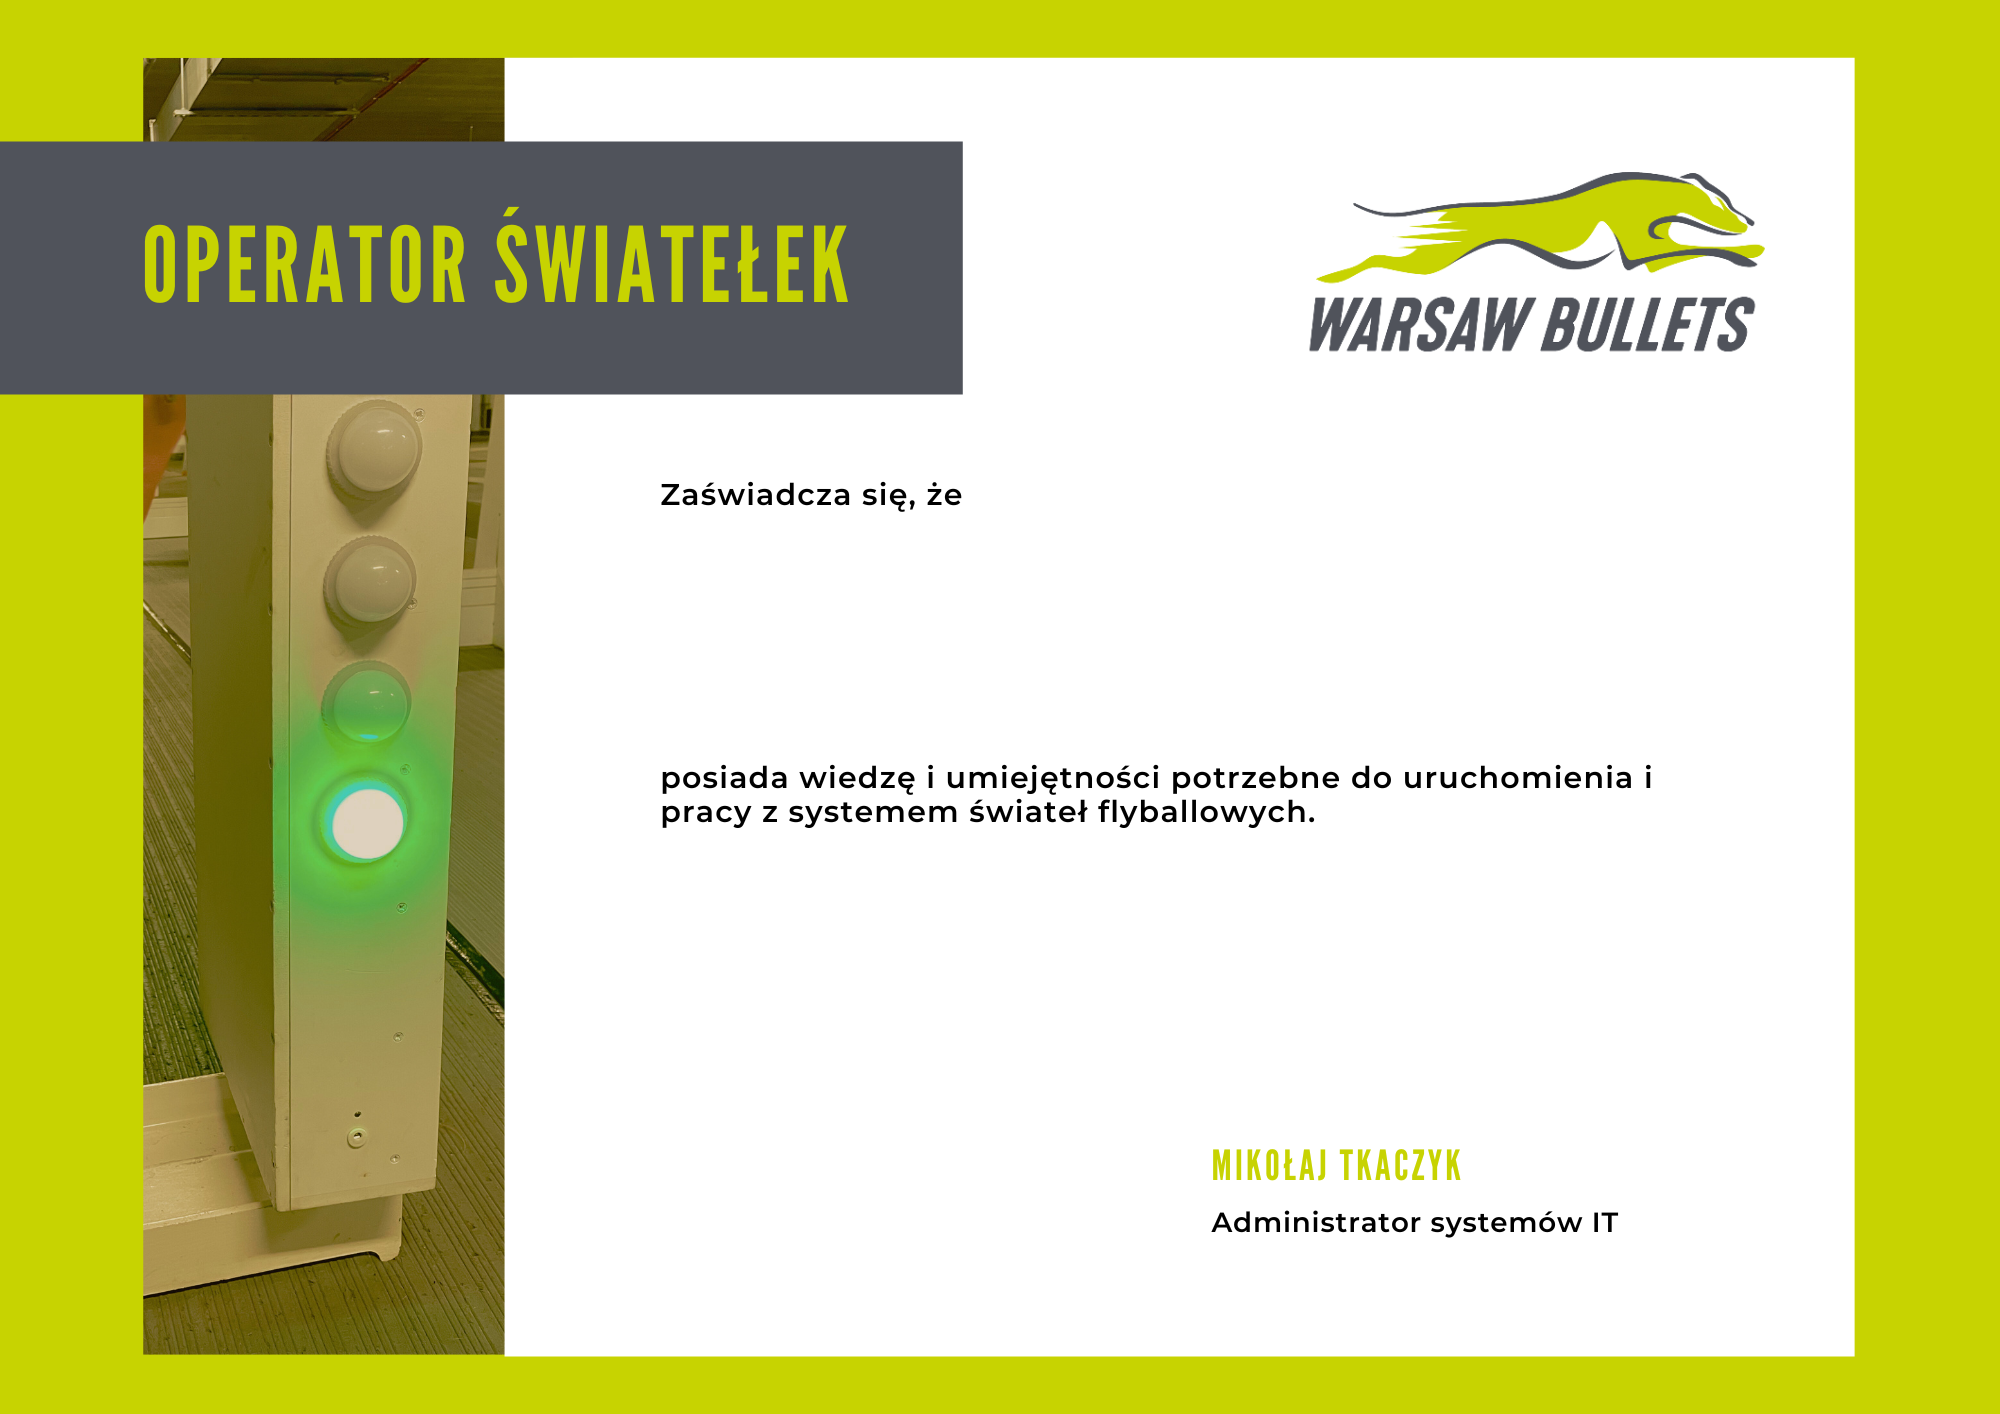 OPERATOR ŚWIATEŁEK
WARSAW BULLETS
Zaświadcza się, że
posiada wiedzę i umiejętności potrzebne do uruchomienia i
pracy z systemem świateł flyballowych.
MIKOŁAJ TKACZYK
Administrator systemów IT